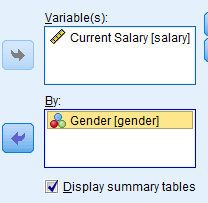 Variable(s):
Current Salary [salary]
By:
Gender [gender]
Display summary tables